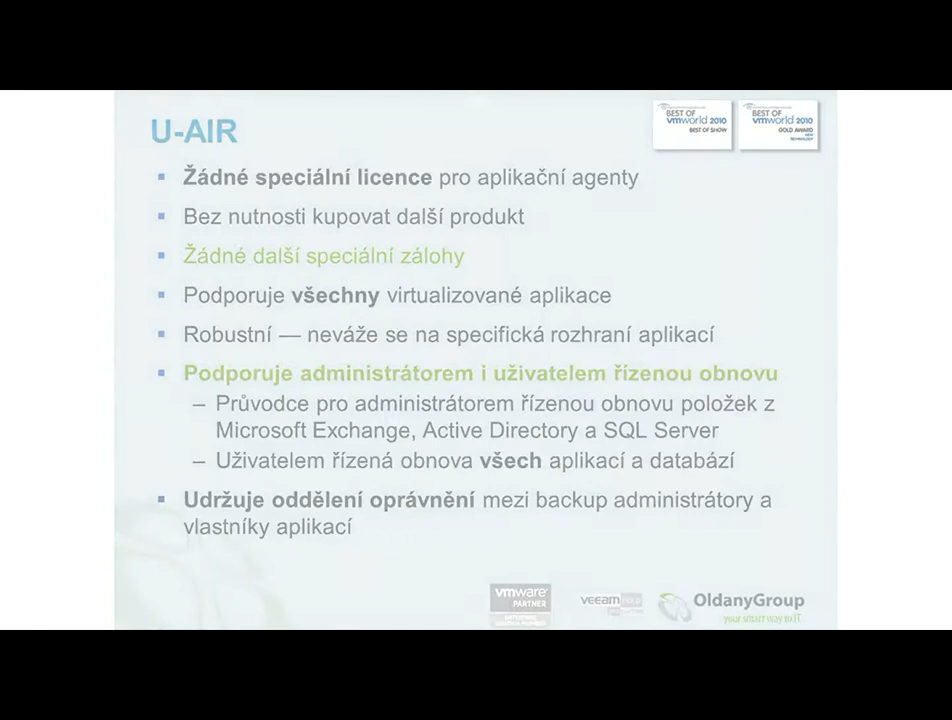 U-AIR
BEST OF
vmworld 2010
BEST OF SHOW
BEST OF
vmworld 2010
GOLD AWARD
NEW
TECHNOLOGY
▪ Žádné speciální licence pro aplikační agenty
▪ Bez nutnosti kupovat další produkt
▪ Žádné další speciální zálohy
▪ Podporuje všechny virtualizované aplikace
▪ Robustní — neváže se na specifická rozhraní aplikací
▪ Podporuje administrátorem i uživatelem řízenou obnovu
– Průvodce pro administrátorem řízenou obnovu položek z
Microsoft Exchange, Active Directory a SQL Server
– Uživatelem řízená obnova všech aplikací a databází
▪ Udržuje oddělení oprávnění mezi backup administrátory a
vlastníky aplikací
vmware
PARTNER
veeam
OldanyGroup
your smart way to IT